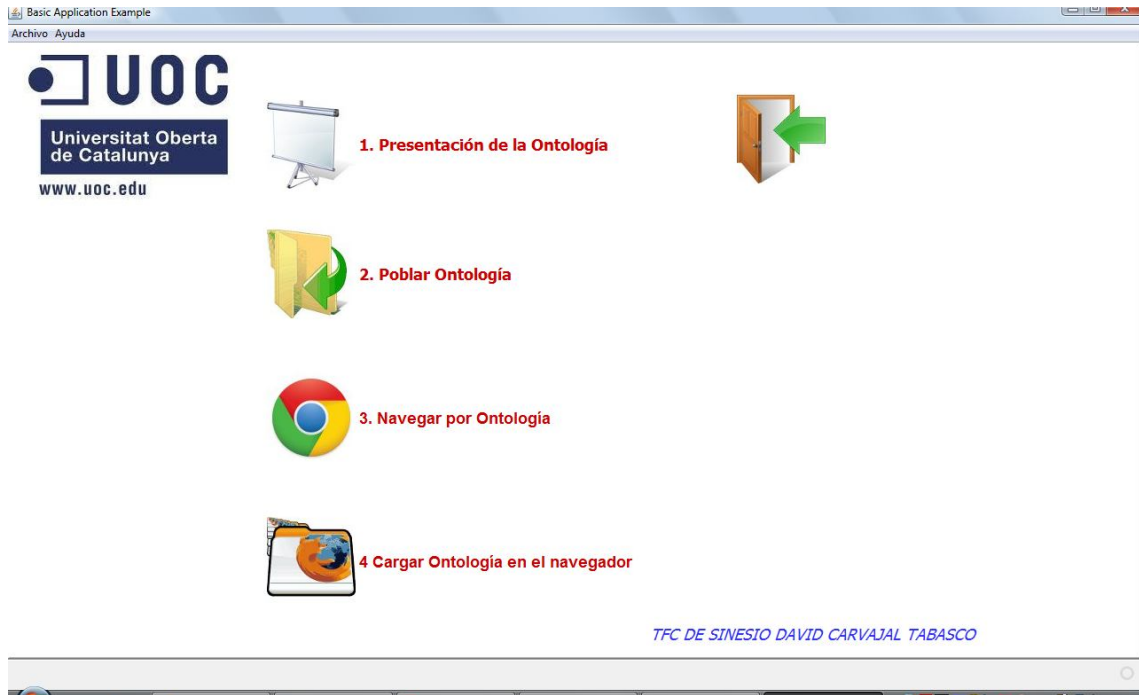 Basic Application Example
Archivo Ayuda
UOC
Universitat Oberta
de Catalunya
www.uoc.edu
1. Presentación de la Ontología
2. Poblar Ontología
3. Navegar por Ontología
4 Cargar Ontología en el navegador
TFC DE SINESIO DAVID CARVAJAL TABASCO